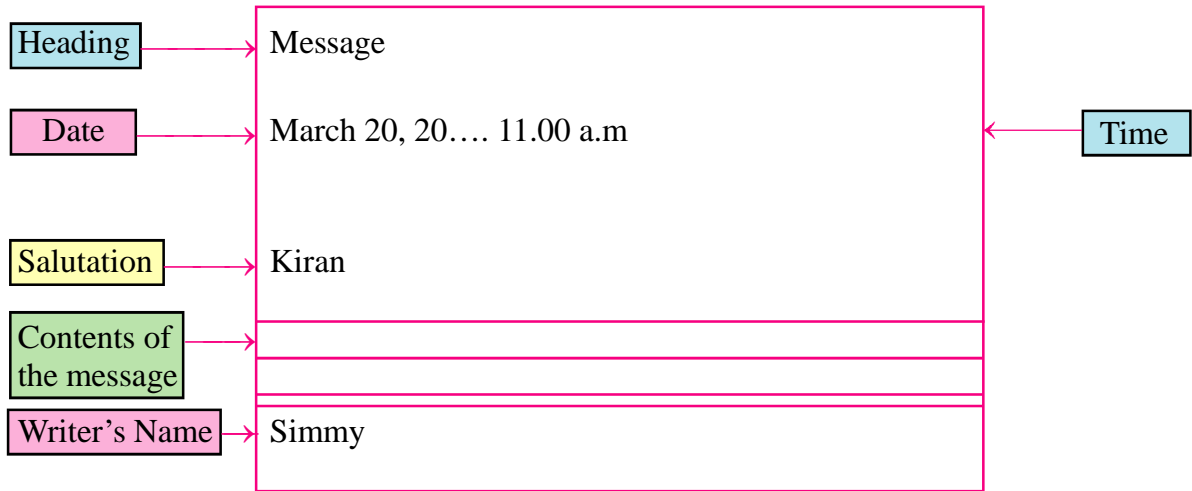 Heading
Message
Date
March 20, 20.... 11.00 a.m
Time
Salutation
Kiran
Contents of
the message
Writer's Name
Simmy